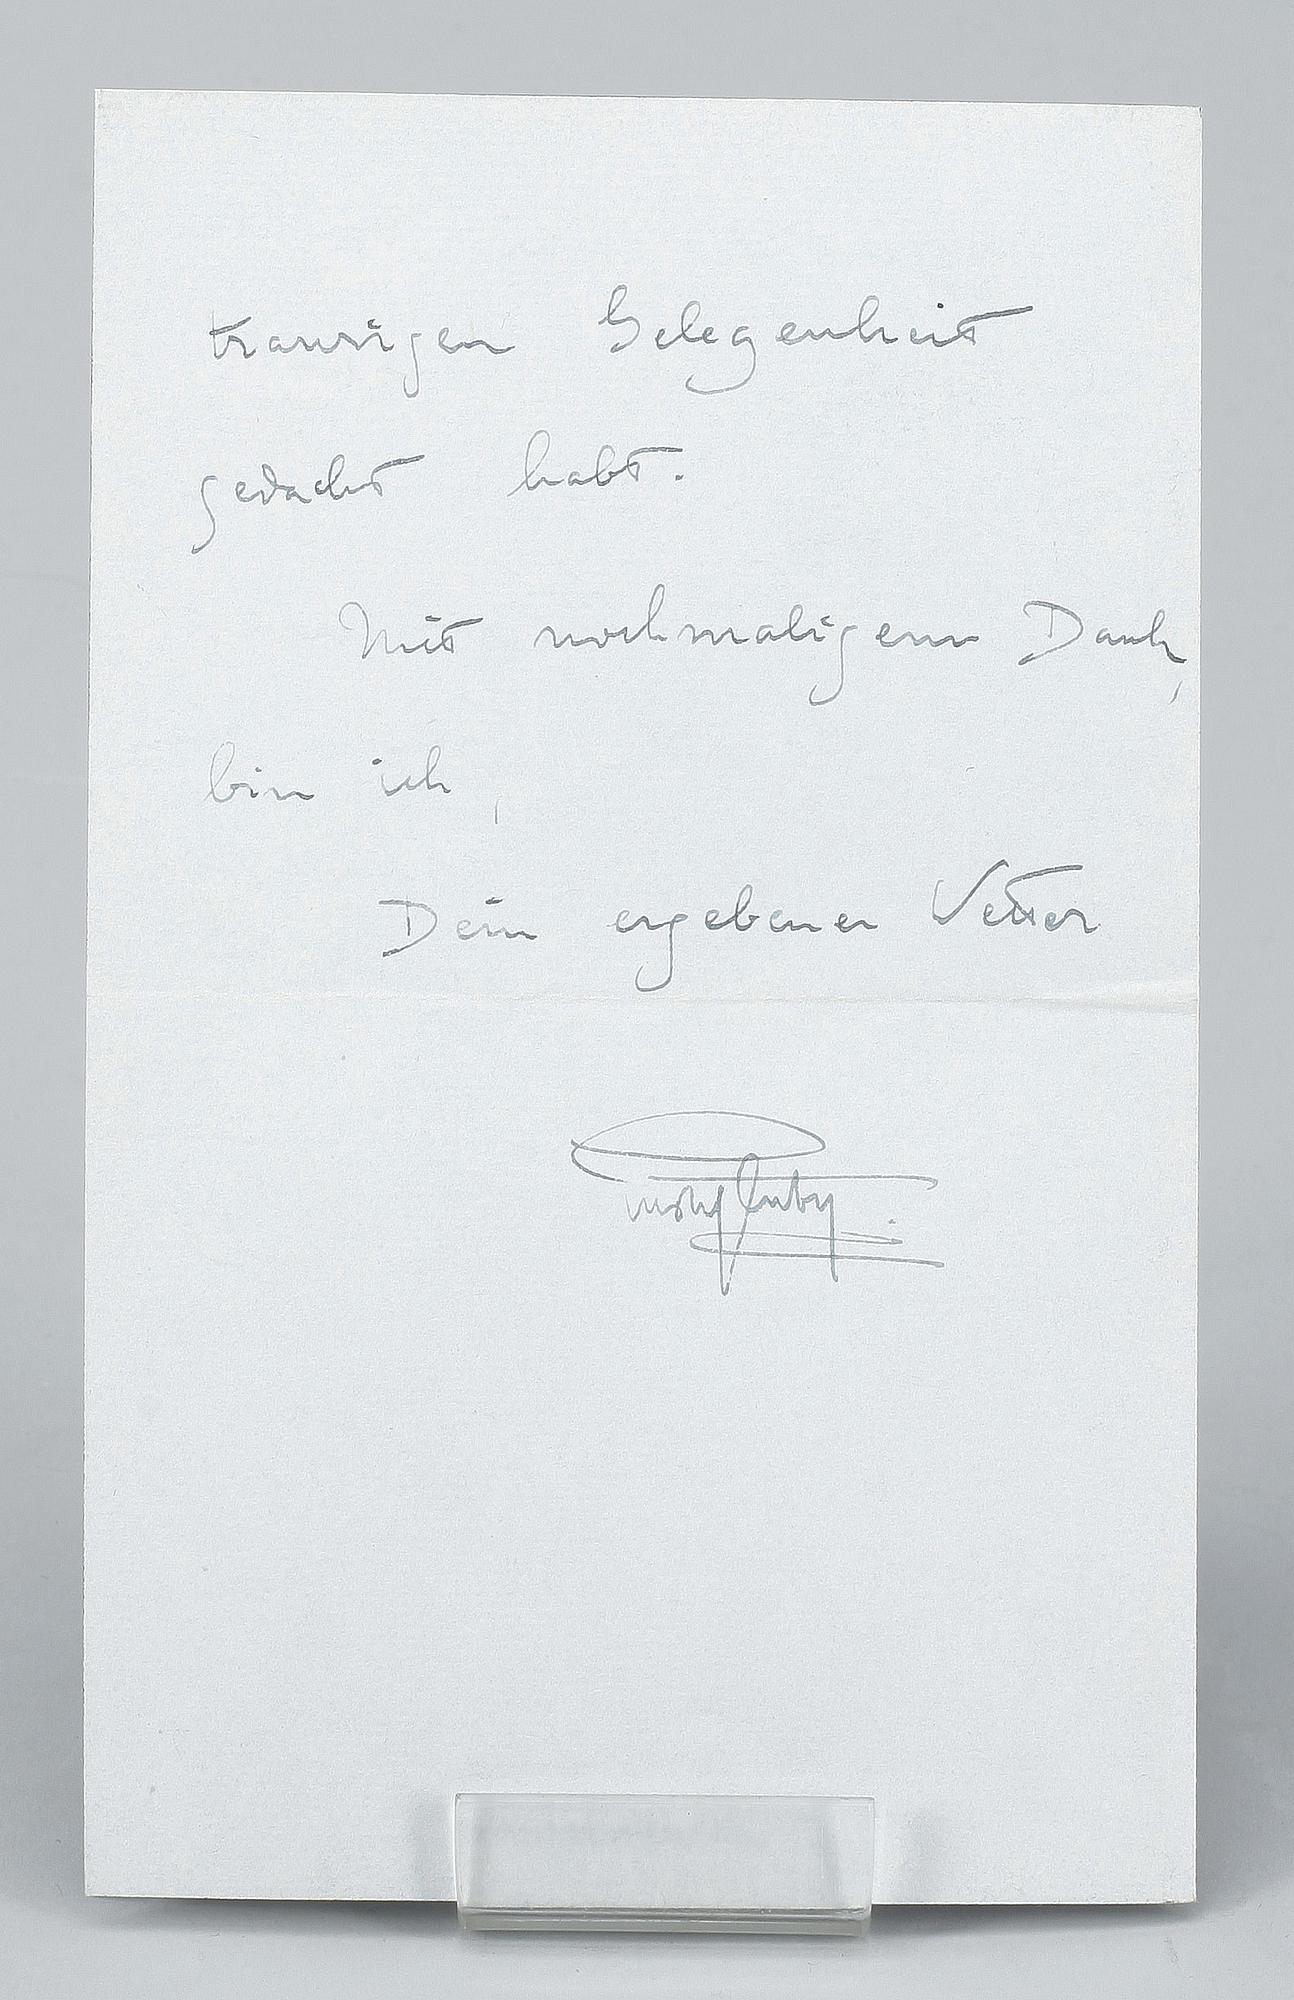 traurigen Gelegenheit
gedacht habt.
Mit nochmaligem Dank,
bin ich,
Dein ergebener Vetter